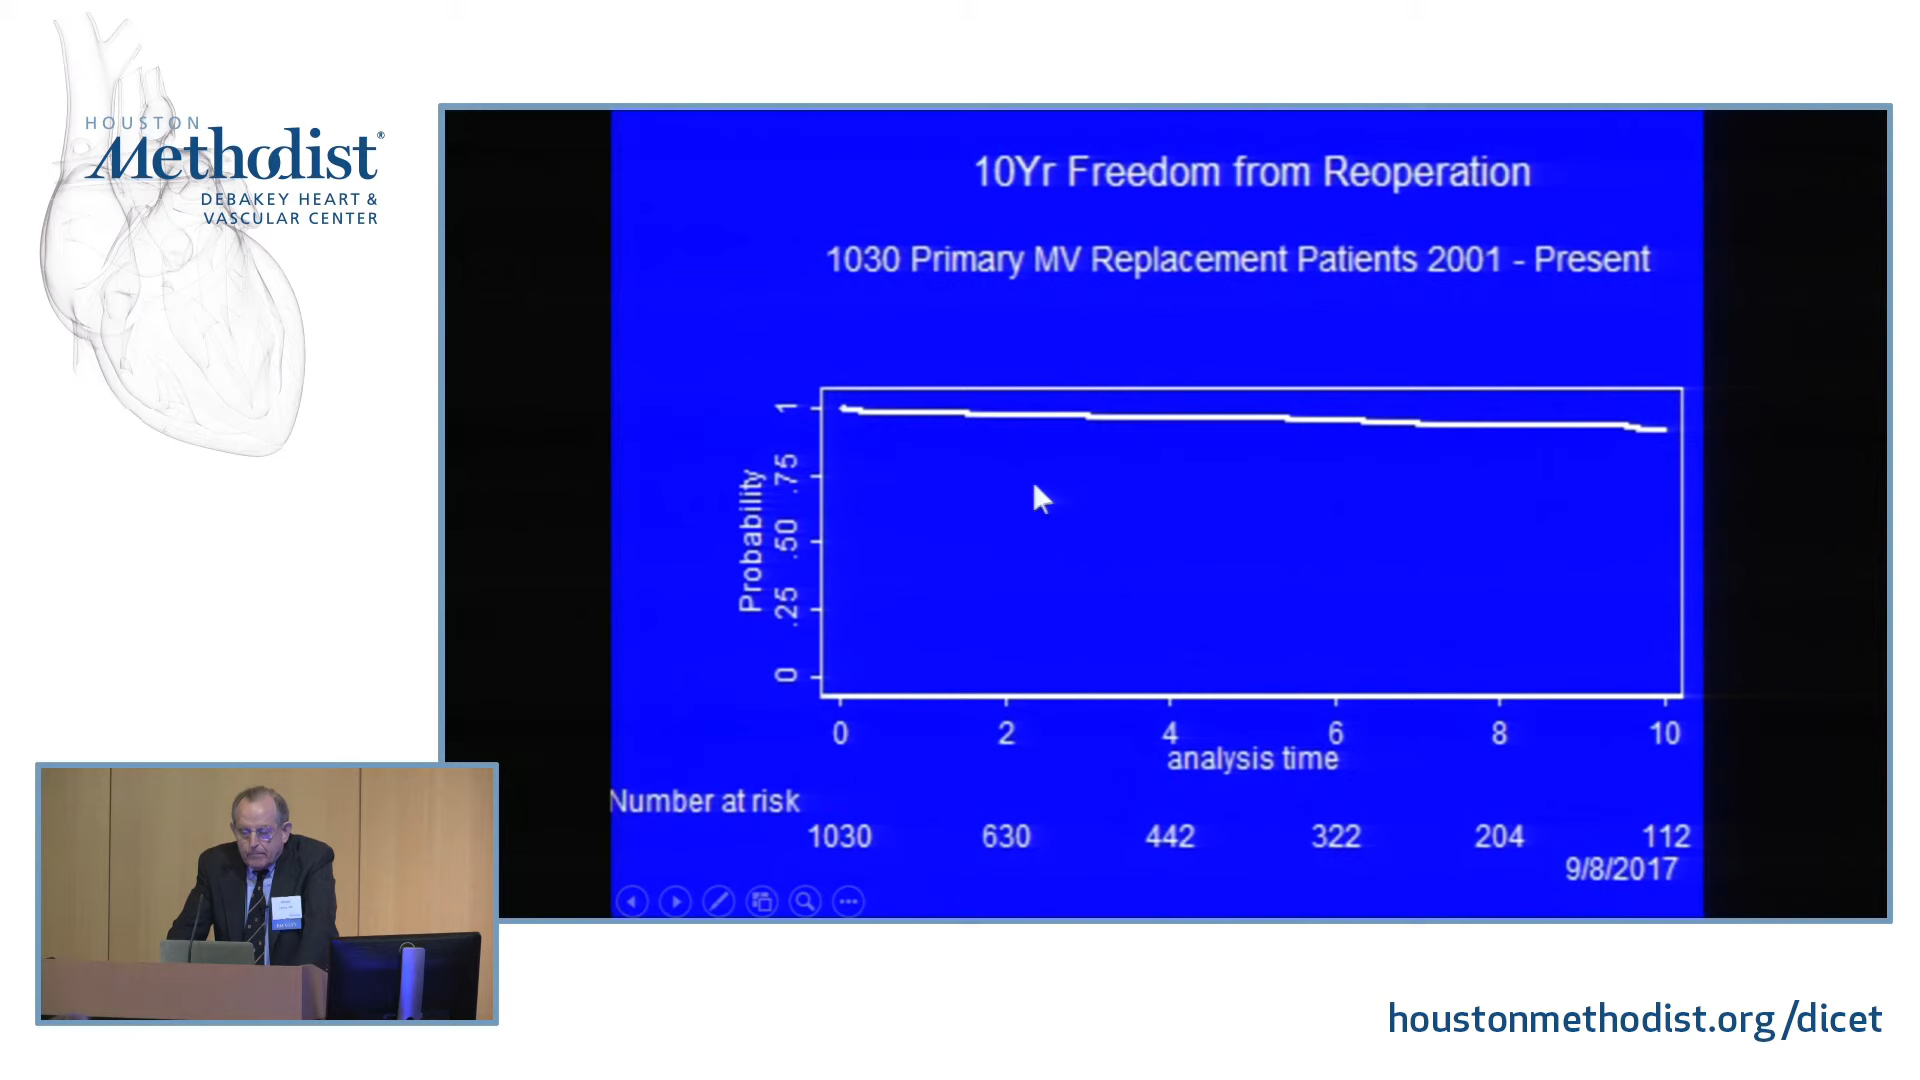 HOUSTON
Methodist®
DEBAKEY HEART &
VASCULAR CENTER
10Yr Freedom from Reoperation
1030 Primary MV Replacement Patients 2001 - Present
Probability
1
.75
.50
.25
0
0 2 4 6 8 10
analysis time
Number at risk
1030 630 442 322 204 112
9/8/2017
houstonmethodist.org/dicet